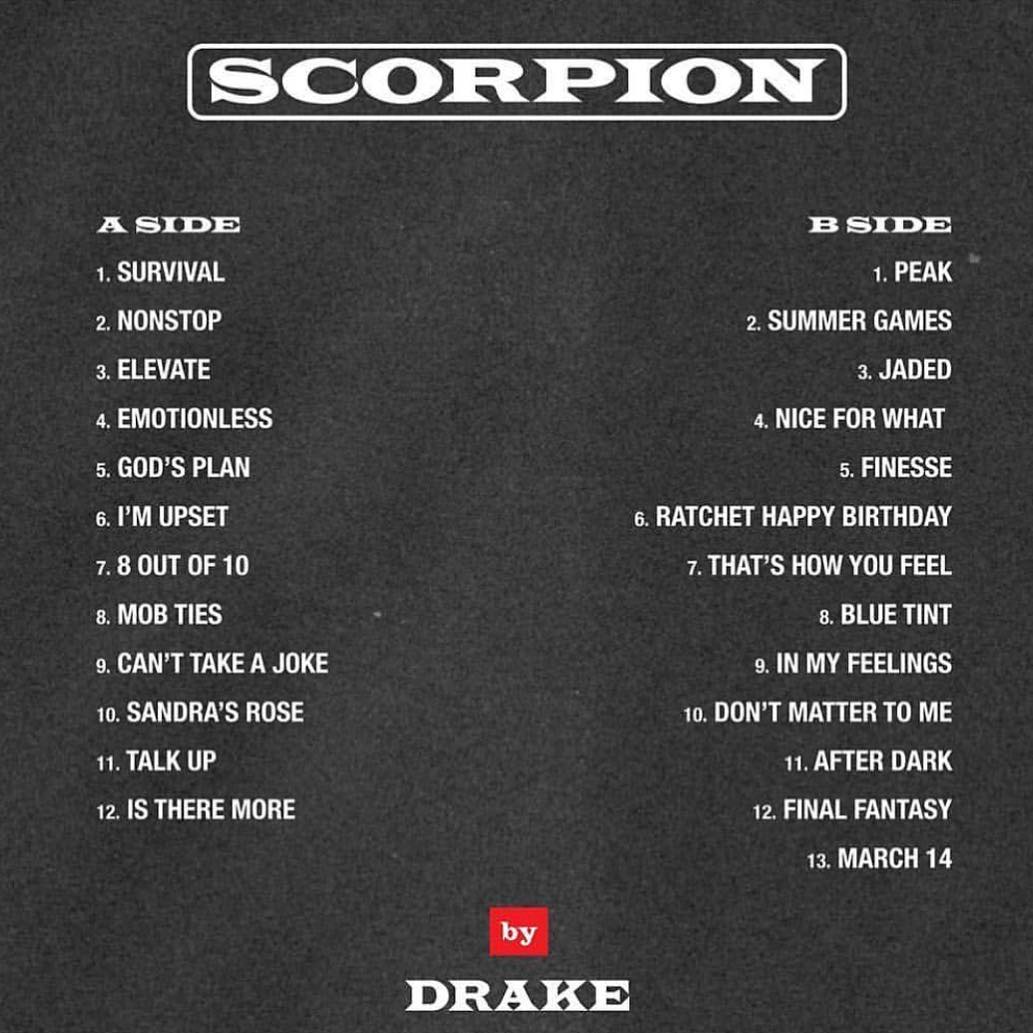 SCORPION
A SIDE
1. SURVIVAL
2. NONSTOP
3. ELEVATE
4. EMOTIONLESS
5. GOD'S PLAN
6. I'M UPSET
7. 8 OUT OF 10
8. MOB TIES
9. CAN'T TAKE A JOKE
10. SANDRA'S ROSE
11. TALK UP
12. IS THERE MORE
B SIDE
1. PEAK
2. SUMMER GAMES
3. JADED
4. NICE FOR WHAT
5. FINESSE
6. RATCHET HAPPY BIRTHDAY
7. THAT'S HOW YOU FEEL
8. BLUE TINT
9. IN MY FEELINGS
10. DON'T MATTER TO ME
11. AFTER DARK
12. FINAL FANTASY
13. MARCH 14
by
DRAKE